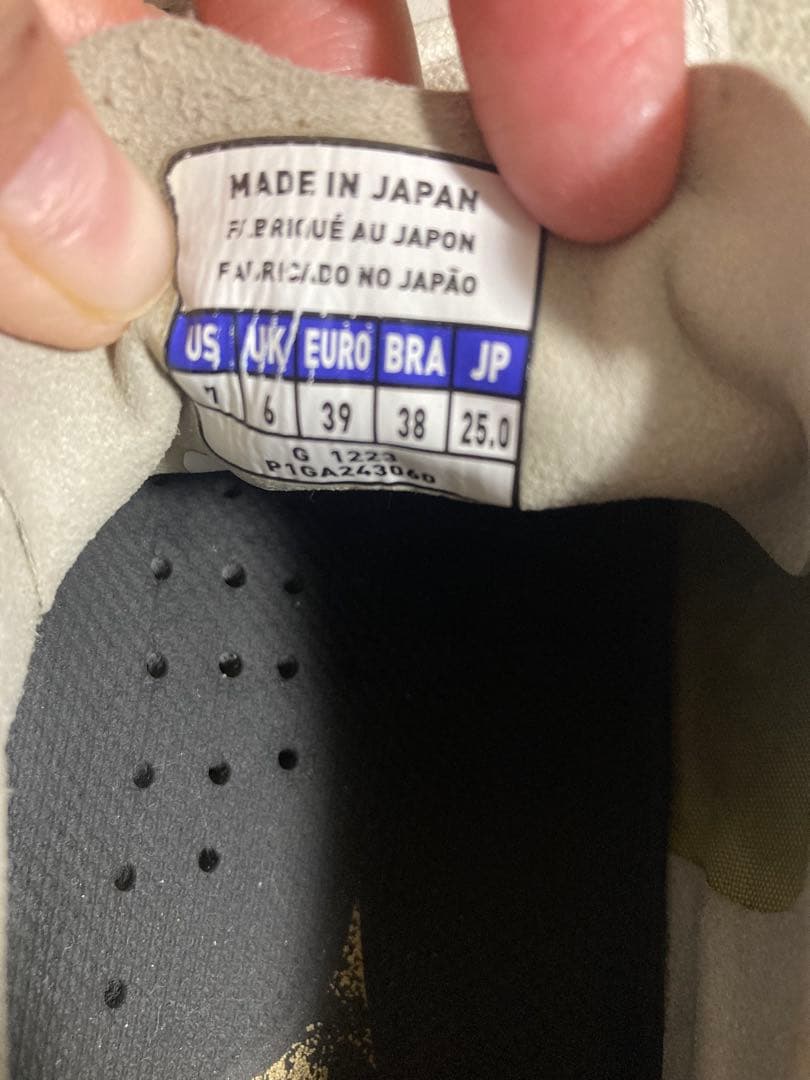 MADE IN JAPAN
FABRIQUÉ AU JAPON
FABRICADO NO JAPÃO
US UK EURO BRA JP
7 6 39 38 25.0
G 1223
P1GA243060